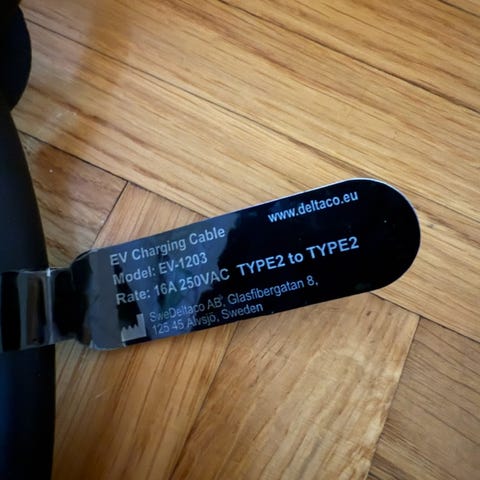 www.deltaco.eu
EV Charging Cable
Model: EV-1203
Rate: 16A 250VAC TYPE2 to TYPE2
SweDeltaco AB, Glasfibergatan 8,
125 45 Älvsjö, Sweden